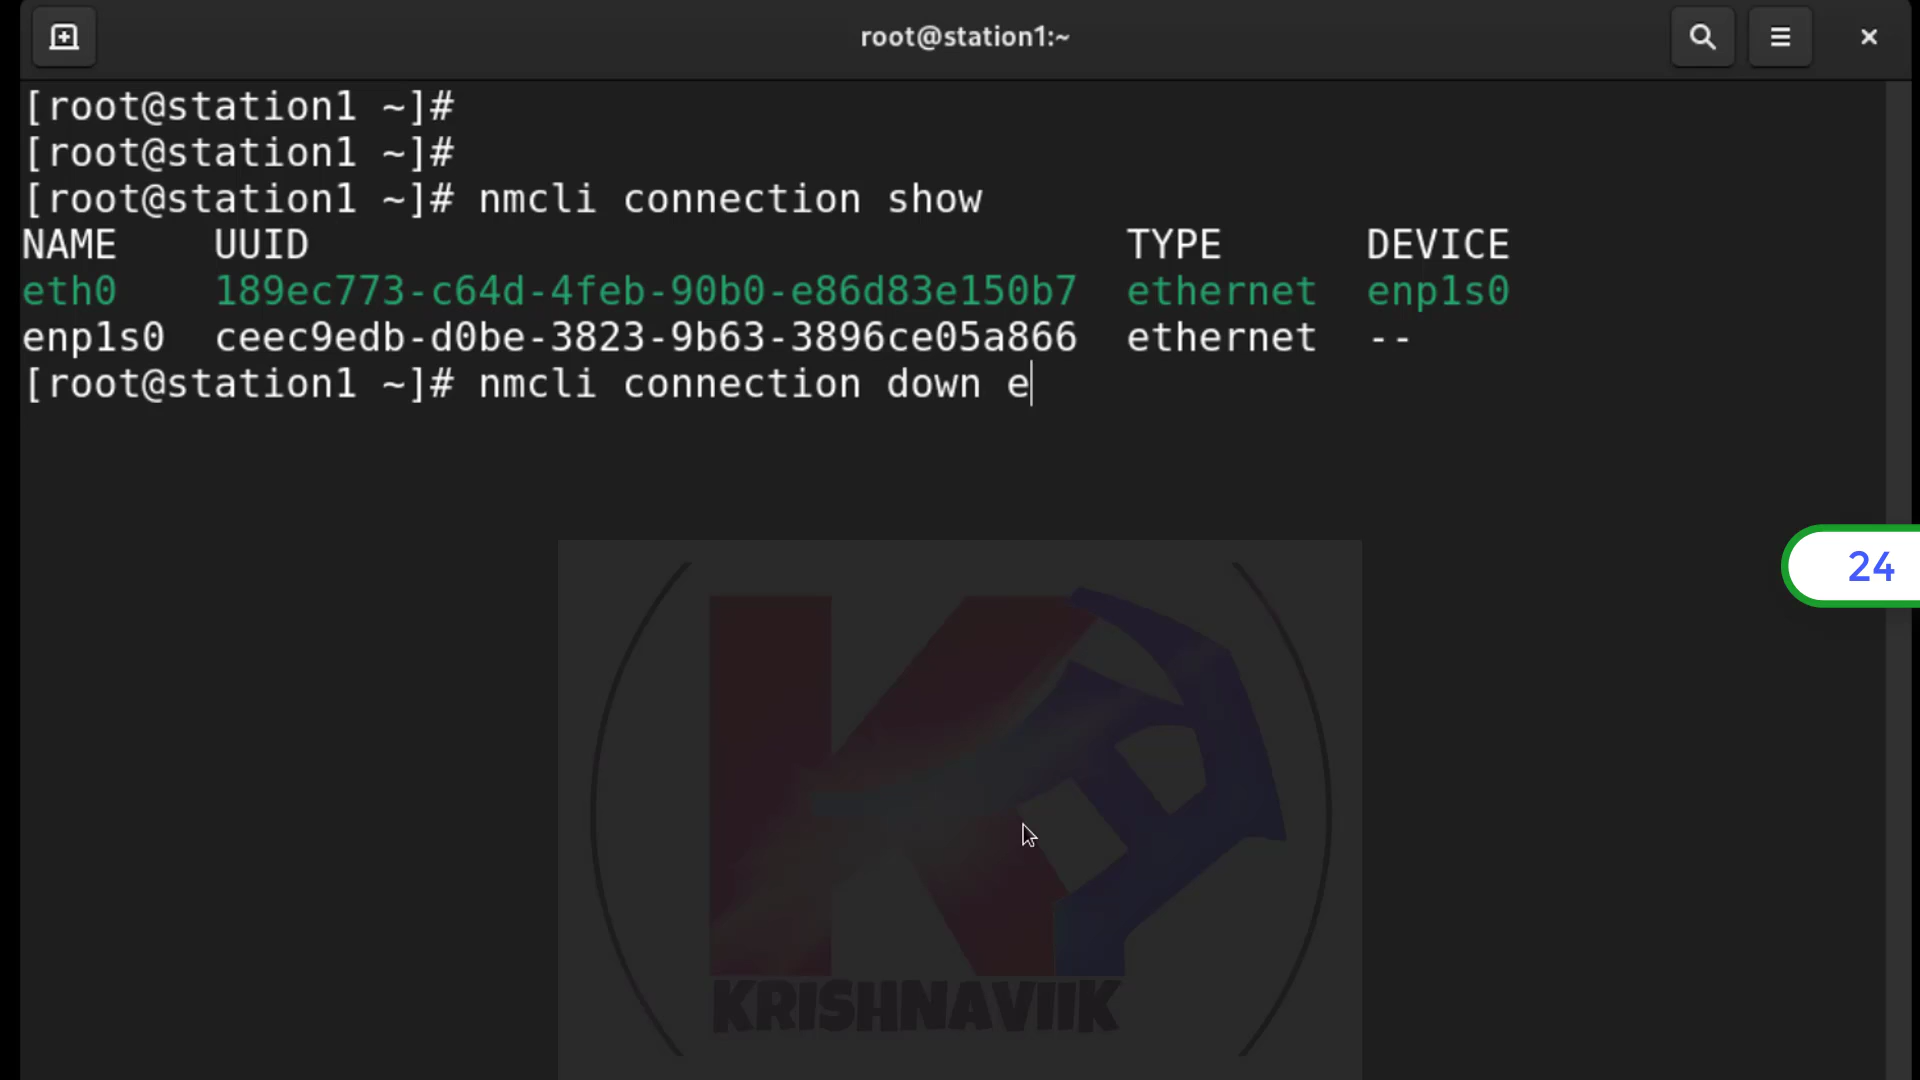 root@station1:~
[root@station1 ~]#
[root@station1 ~]#
[root@station1 ~]# nmcli connection show
NAME    UUID                                  TYPE      DEVICE
eth0    189ec773-c64d-4feb-90b0-e86d83e150b7  ethernet  enp1s0
enp1s0  ceec9edb-d0be-3823-9b63-3896ce05a866  ethernet  --
[root@station1 ~]# nmcli connection down e
24
KRISHNAVIIK